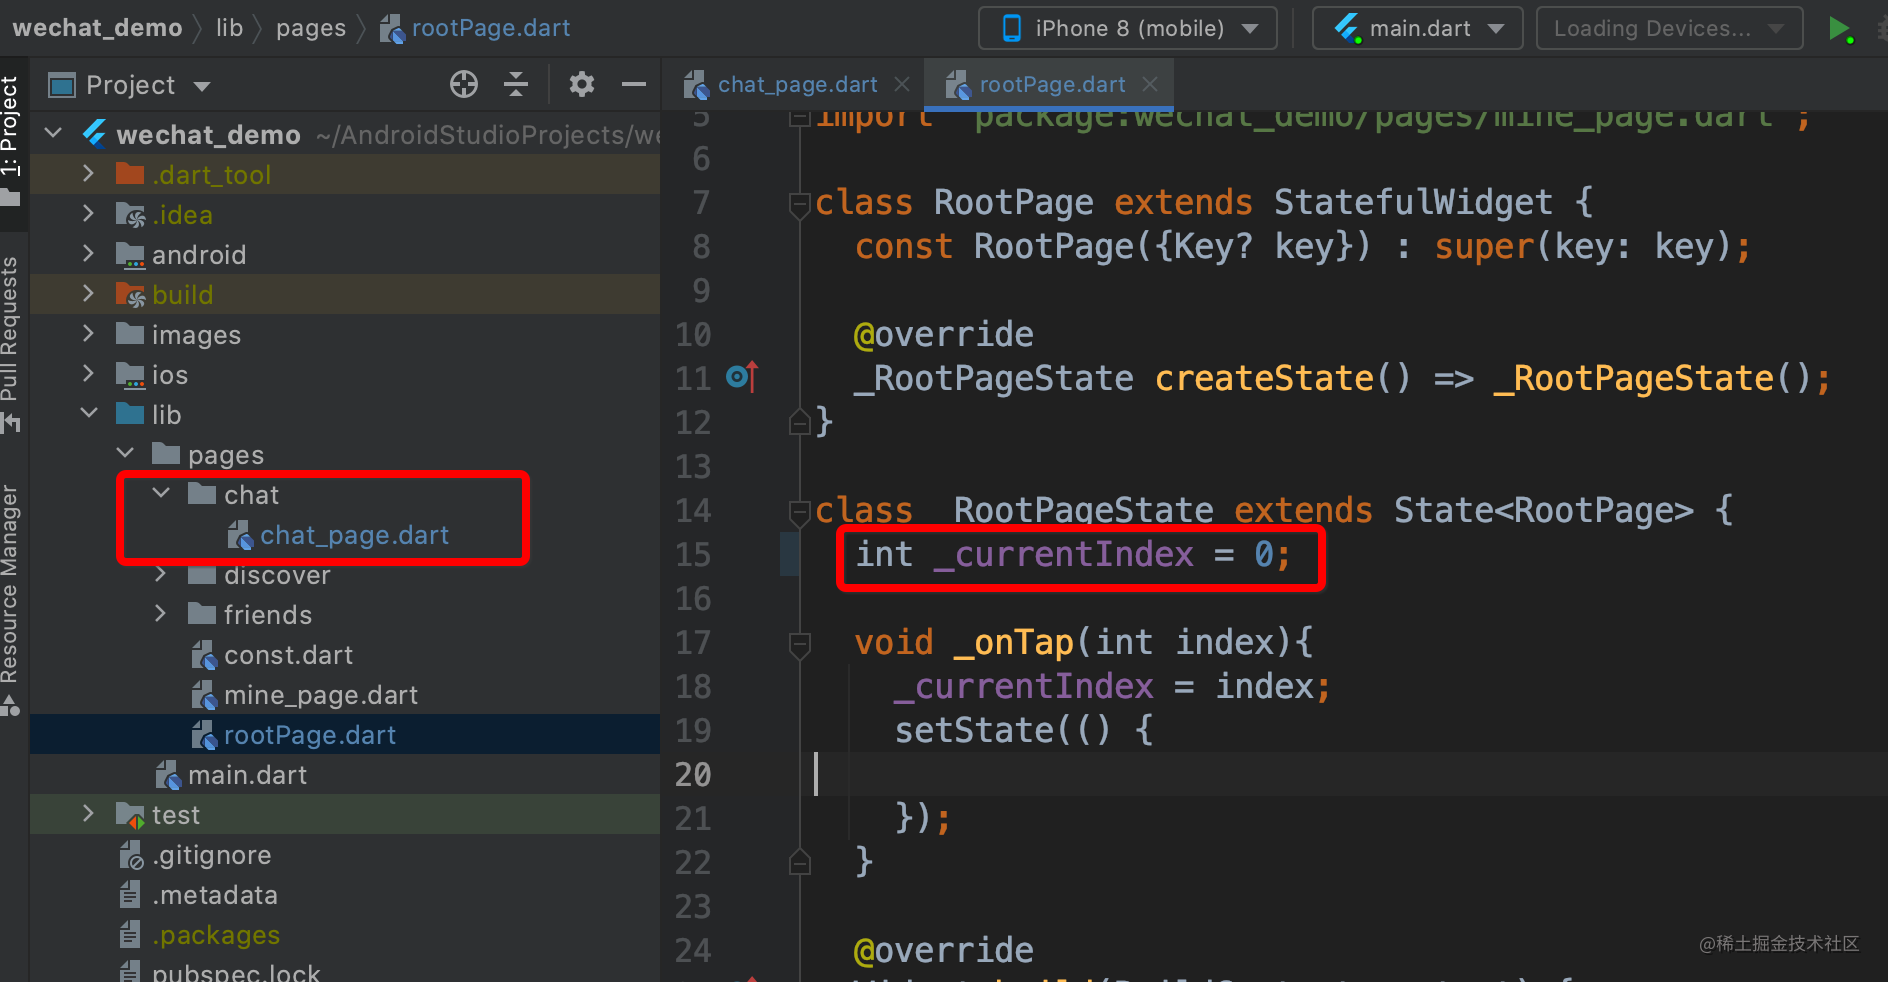 wechat_demo lib pages rootPage.dart
iPhone 8 (mobile)
main.dart
Loading Devices...
1: Project
Pull Requests
Resource Manager
Project
wechat_demo ~/AndroidStudioProjects/we
.dart_tool
.idea
android
build
images
ios
lib
pages
chat
chat_page.dart
discover
friends
const.dart
mine_page.dart
rootPage.dart
main.dart
test
.gitignore
.metadata
.packages
pubspec.lock
chat_page.dart
rootPage.dart
5 import 'package:wechat_demo/pages/mine_page.dart';
6
7 class RootPage extends StatefulWidget {
8 const RootPage({Key? key}) : super(key: key);
9
10 @override
11 _RootPageState createState() => _RootPageState();
12 }
13
14 class _RootPageState extends State<RootPage> {
15 int _currentIndex = 0;
16
17 void _onTap(int index){
18 _currentIndex = index;
19 setState(() {
20
21 });
22 }
23
24 @override
Widget build(BuildContext context) {
@稀土掘金技术社区